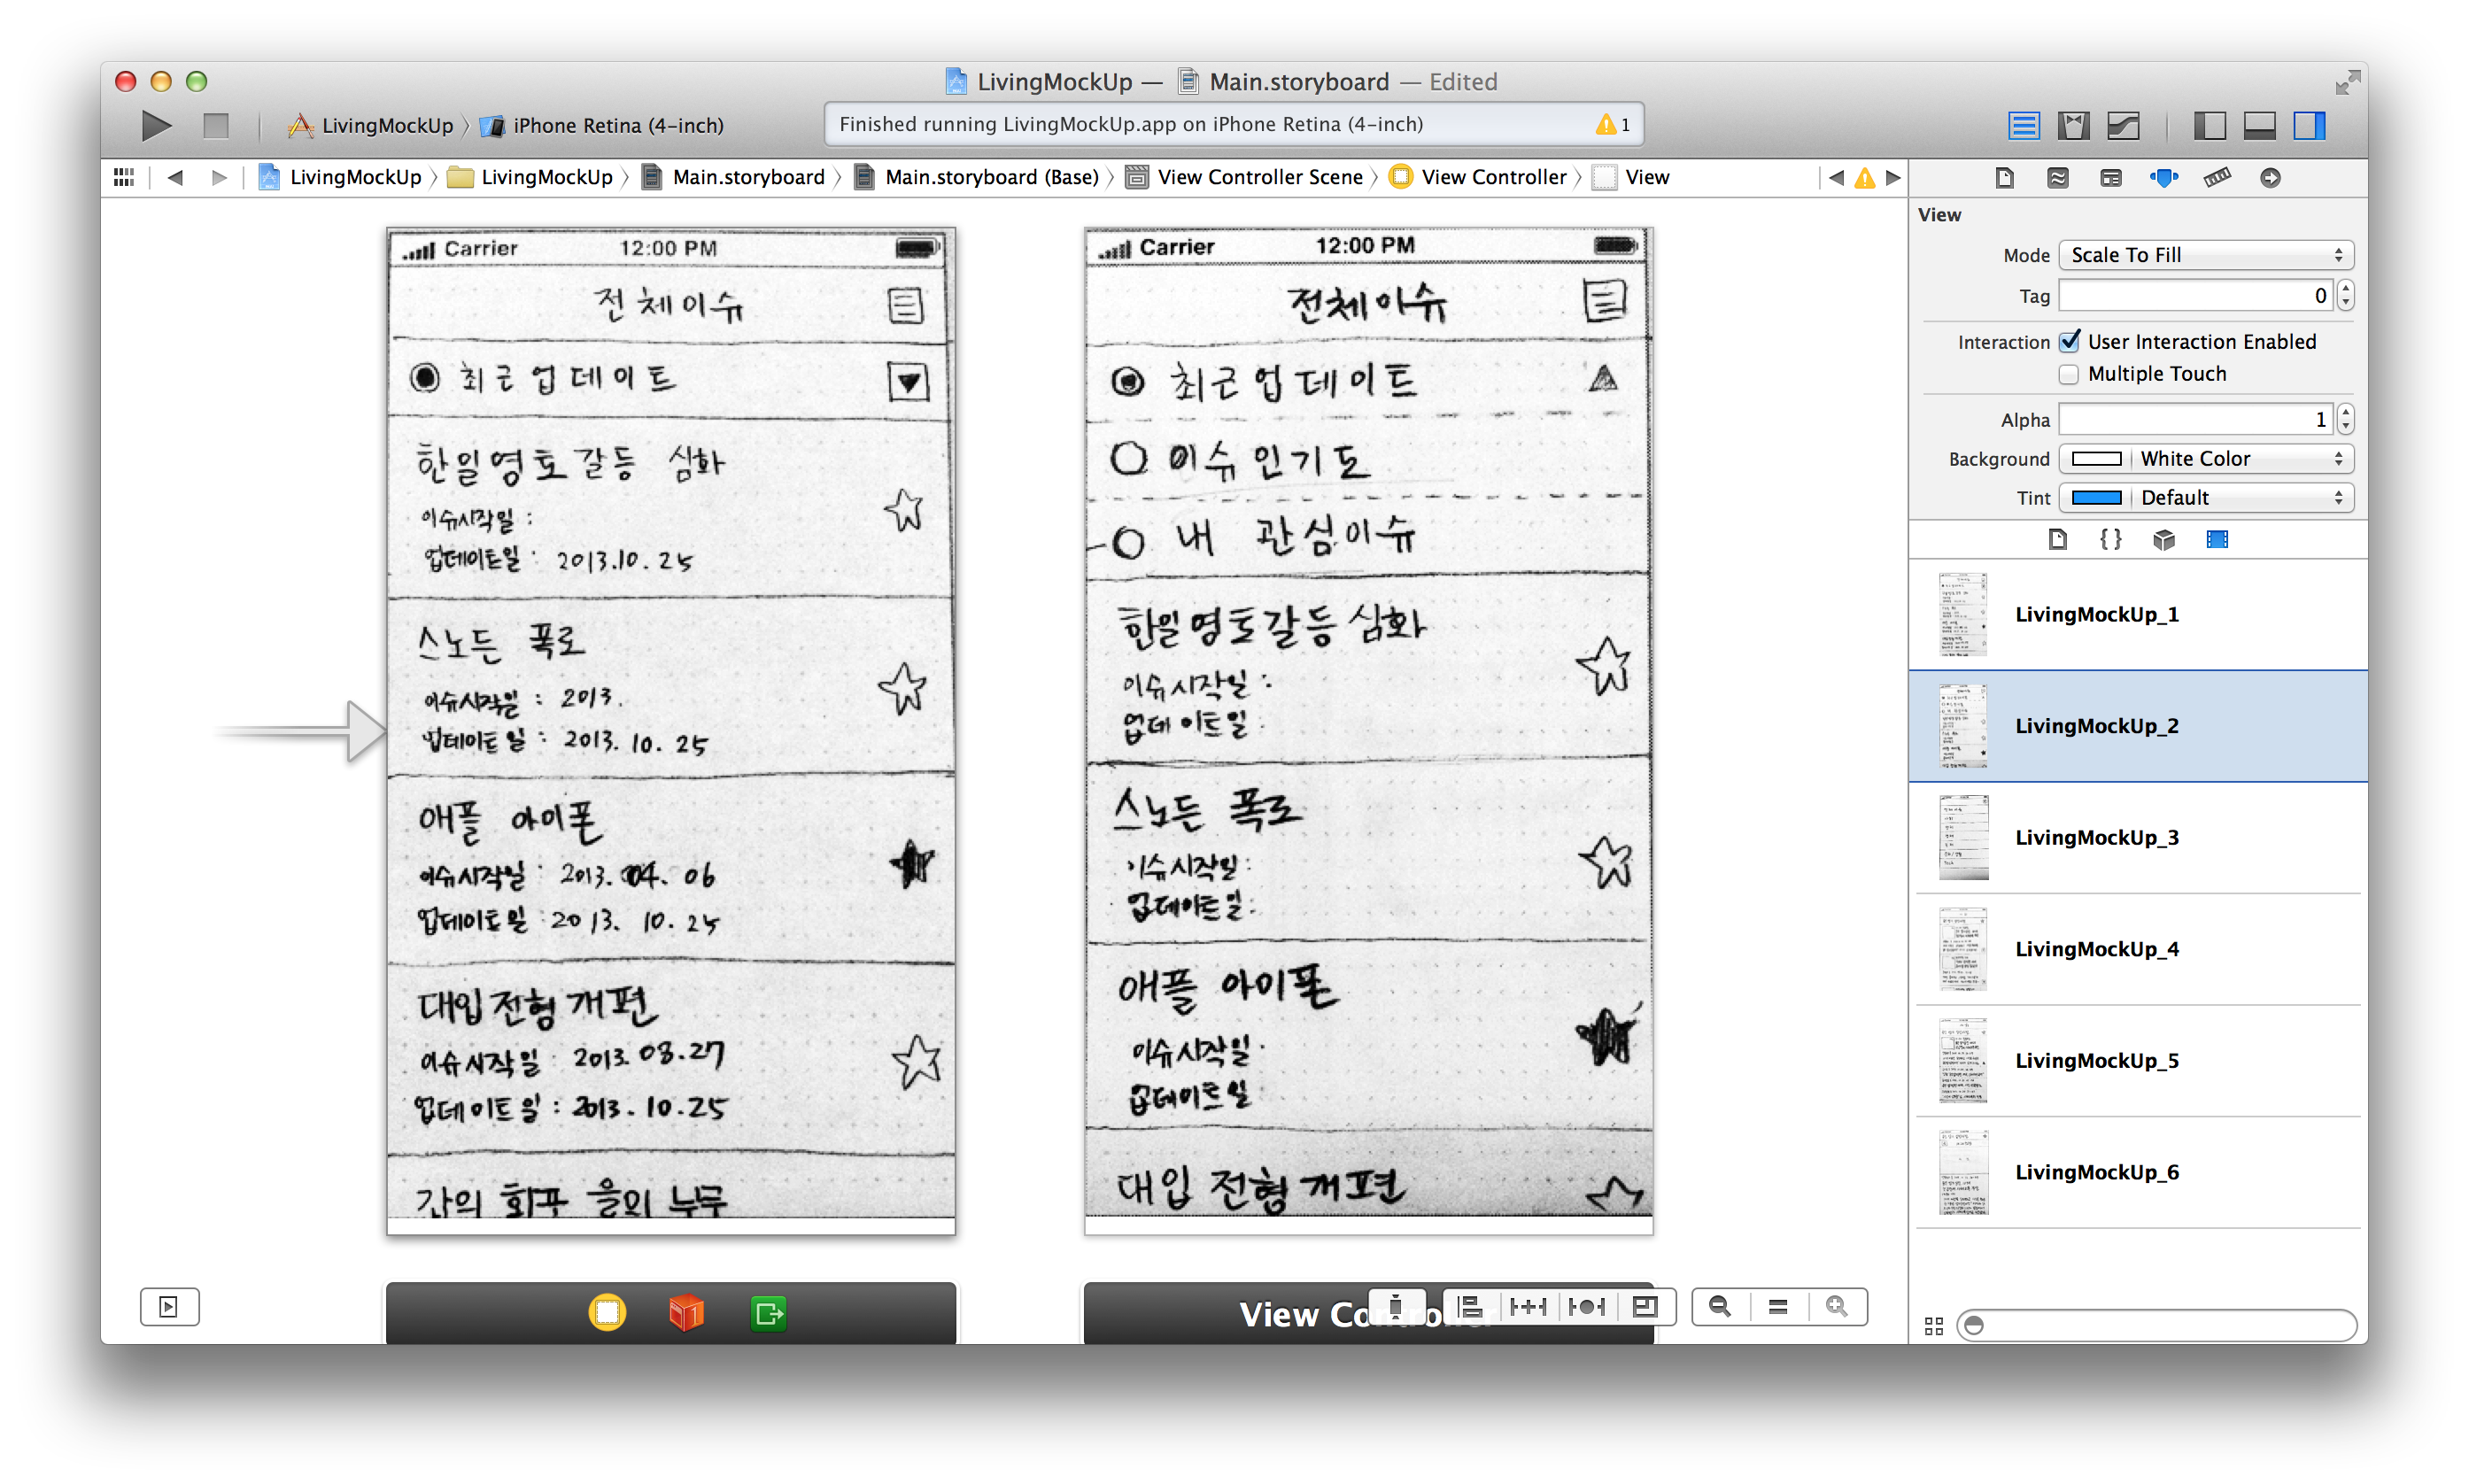 LivingMockUp — Main.storyboard — Edited
LivingMockUp iPhone Retina (4-inch)
Finished running LivingMockUp.app on iPhone Retina (4-inch) 1
LivingMockUp LivingMockUp Main.storyboard Main.storyboard (Base) View Controller Scene View Controller View
Carrier 12:00 PM
전체이슈
최근업데이트
한일영토갈등 심화
이슈시작일 :
업데이트일 : 2013.10.25
스노든 폭로
이슈시작일 : 2013.
업데이트일 : 2013. 10. 25
애플 아이폰
이슈시작일 : 2013. 04. 06
업데이트일 : 2013. 10. 25
대입전형개편
이슈시작일 : 2013. 08.27
업데이트일 : 2013.10.25
Carrier 12:00 PM
전체이슈
최근업데이트
이슈인기도
내 관심이슈
한일영토갈등심화
이슈시작일 :
업데이트일 :
스노든 폭로
이슈시작일:
업데이트일:
애플 아이폰
이슈시작일:
업데이트일
대입 전형개편
View Controller
View
Mode Scale To Fill
Tag 0
Interaction User Interaction Enabled
Multiple Touch
Alpha 1
Background White Color
Tint Default
LivingMockUp_1
LivingMockUp_2
LivingMockUp_3
LivingMockUp_4
LivingMockUp_5
LivingMockUp_6